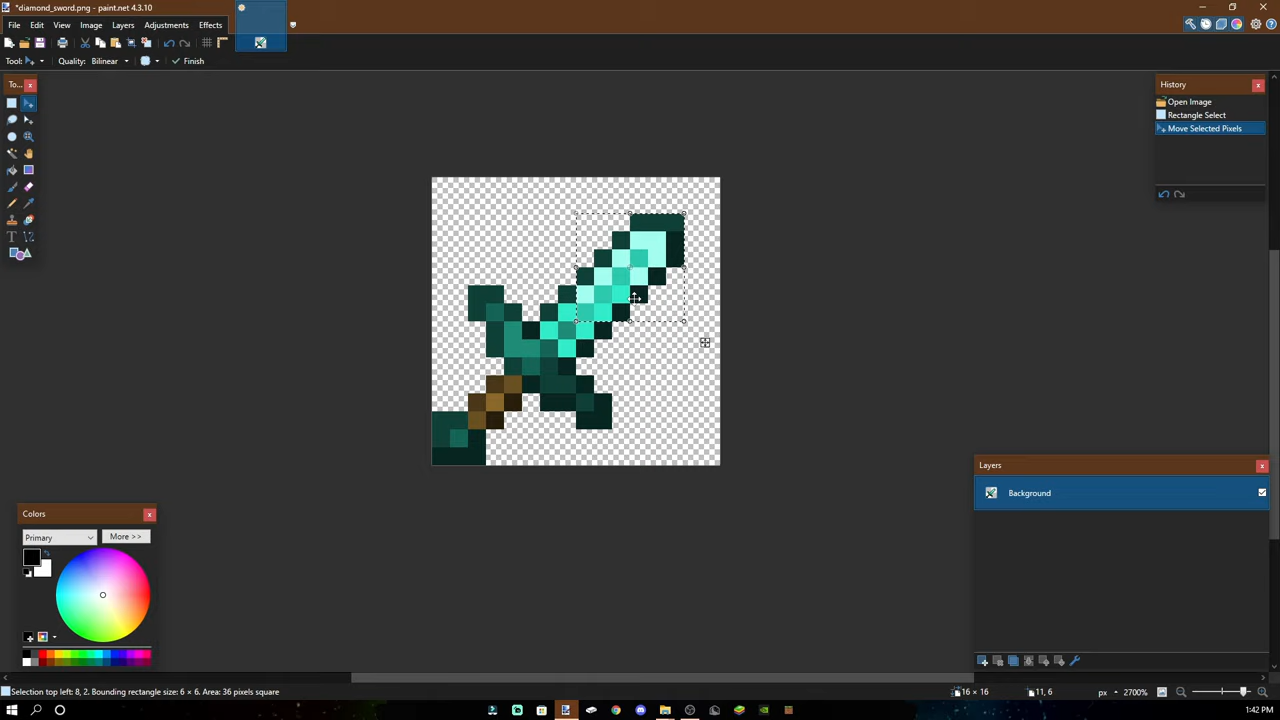 *diamond_sword.png - paint.net 4.3.10
File Edit View Image Layers Adjustments Effects
Tool: Quality: Bilinear Finish
To...
History
Open Image
Rectangle Select
Move Selected Pixels
Layers
Background
Colors
Primary More >>
Selection top left: 8, 2. Bounding rectangle size: 6 × 6. Area: 36 pixels square
16 × 16
11, 6
px
2700%
1:42 PM